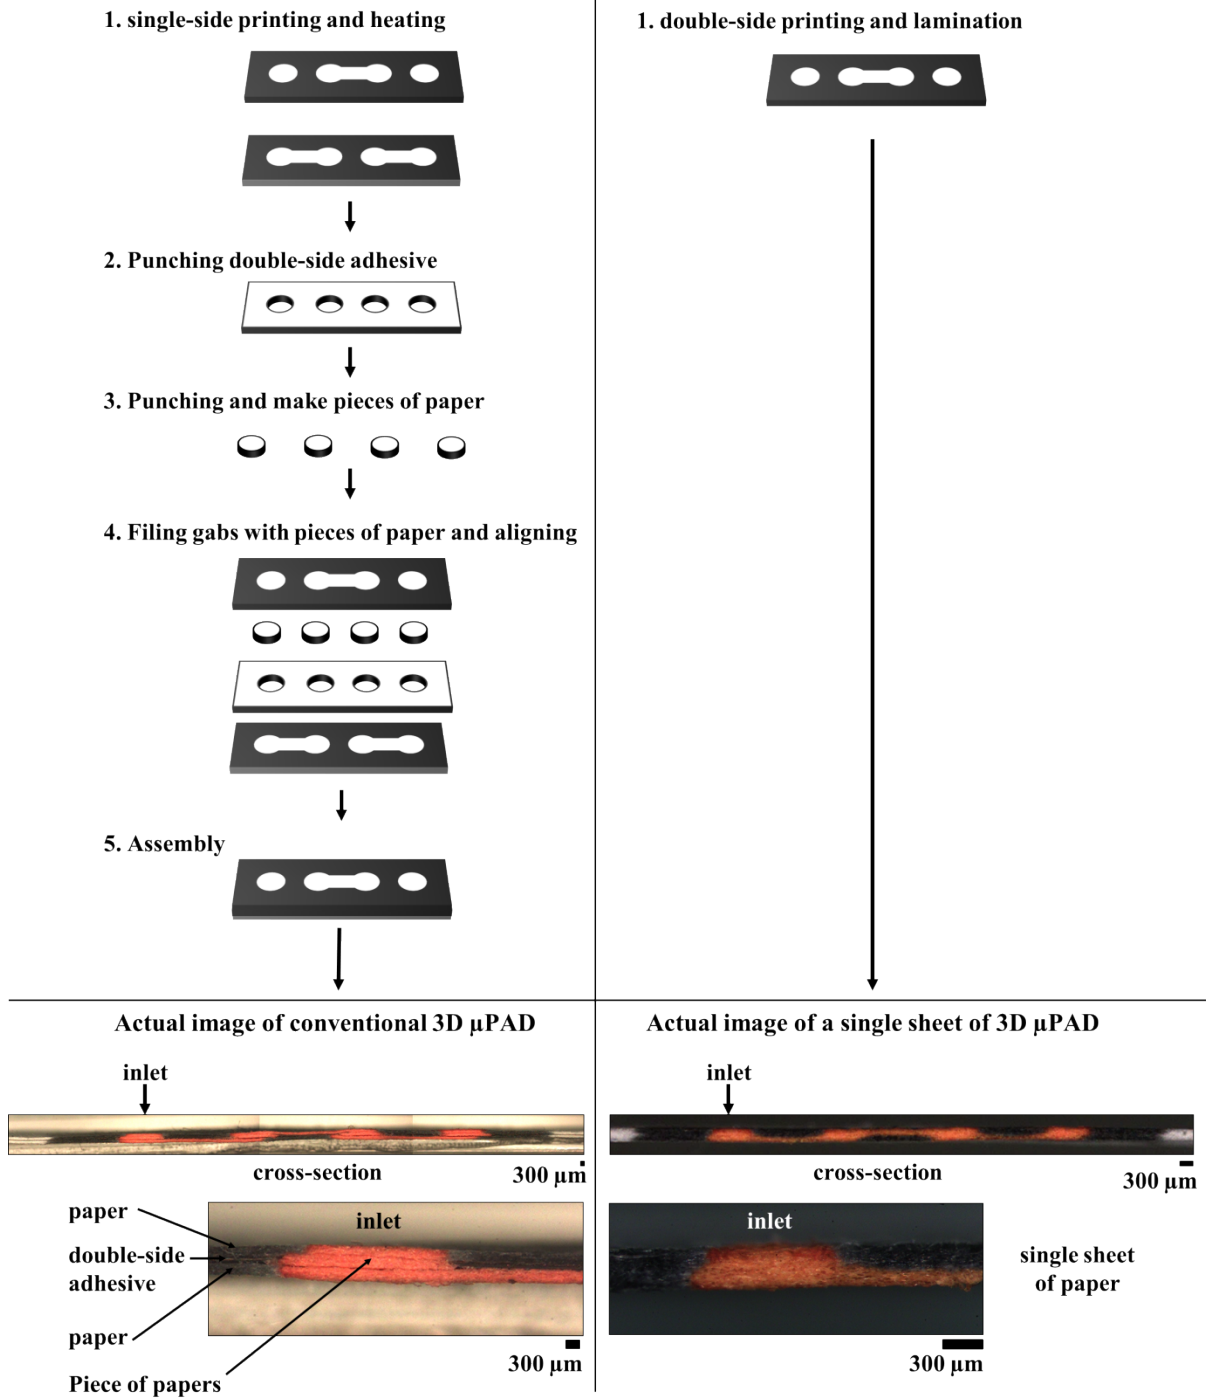 1. single-side printing and heating
2. Punching double-side adhesive
3. Punching and make pieces of paper
4. Filing gabs with pieces of paper and aligning
5. Assembly
1. double-side printing and lamination
Actual image of conventional 3D μPAD
inlet
cross-section
300 μm
paper
double-side
adhesive
paper
Piece of papers
inlet
300 μm
Actual image of a single sheet of 3D μPAD
inlet
cross-section
300 μm
inlet
single sheet
of paper
300 μm